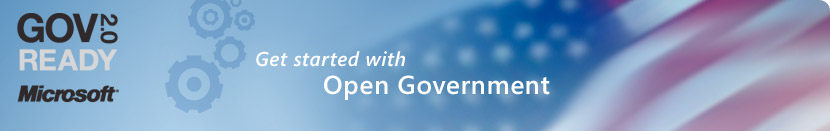 GOV 2.0
READY
Microsoft
Get started with
Open Government